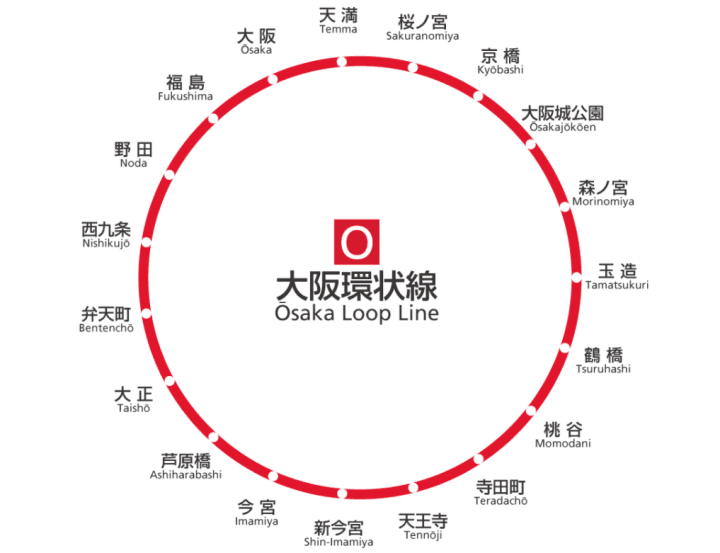 天満
Temma
桜ノ宮
Sakuranomiya
京橋
Kyōbashi
大阪城公園
Ōsakajōkōen
森ノ宮
Morinomiya
玉造
Tamatsukuri
鶴橋
Tsuruhashi
桃谷
Momodani
寺田町
Teradachō
天王寺
Tennōji
新今宮
Shin-Imamiya
今宮
Imamiya
芦原橋
Ashiharabashi
大正
Taishō
弁天町
Bentenchō
西九条
Nishikujō
野田
Noda
福島
Fukushima
大阪
Ōsaka
O
大阪環状線
Ōsaka Loop Line